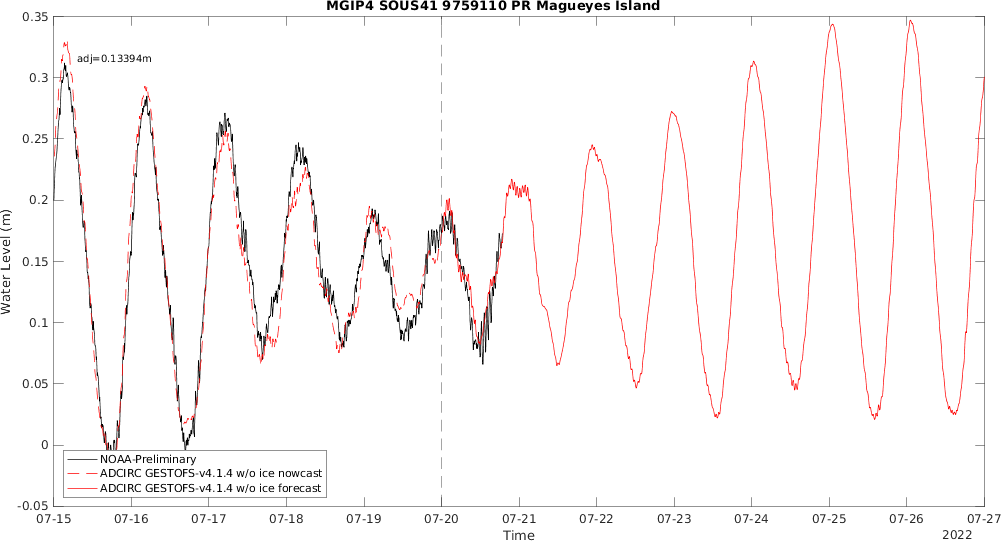 MGIP4 SOUS41 9759110 PR Magueyes Island
0.35
adj=0.13394m
0.3
0.25
0.2
0.15
0.1
0.05
0
-0.05
Water Level (m)
NOAA-Preliminary
ADCIRC GESTOFS-v4.1.4 w/o ice nowcast
ADCIRC GESTOFS-v4.1.4 w/o ice forecast
07-15 07-16 07-17 07-18 07-19 07-20 07-21 07-22 07-23 07-24 07-25 07-26 07-27
Time
2022